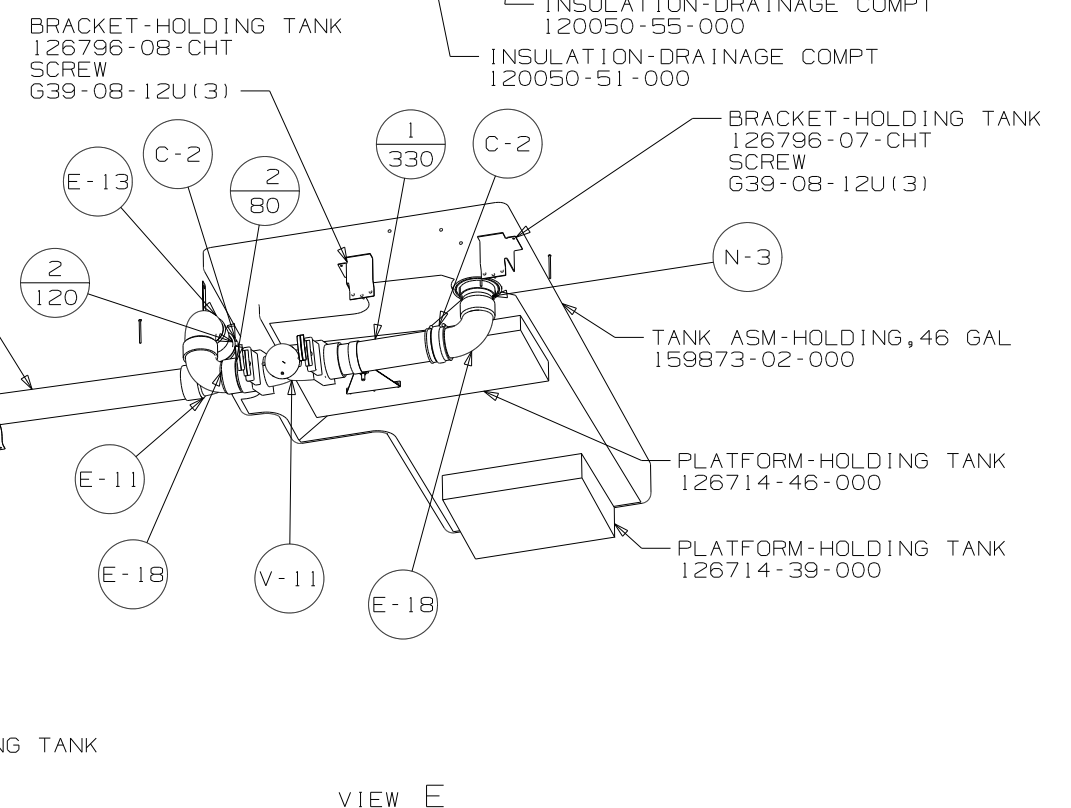 INSULATION-DRAINAGE COMPT
120050-55-000
BRACKET-HOLDING TANK
126796-08-CHT
SCREW
G39-08-12U(3)
INSULATION-DRAINAGE COMPT
120050-51-000
BRACKET-HOLDING TANK
126796-07-CHT
SCREW
G39-08-12U(3)
1
330
C-2
C-2
E-13
2
80
N-3
2
120
TANK ASM-HOLDING,46 GAL
159873-02-000
E-11
PLATFORM-HOLDING TANK
126714-46-000
PLATFORM-HOLDING TANK
126714-39-000
E-18
V-11
E-18
NG TANK
VIEW E